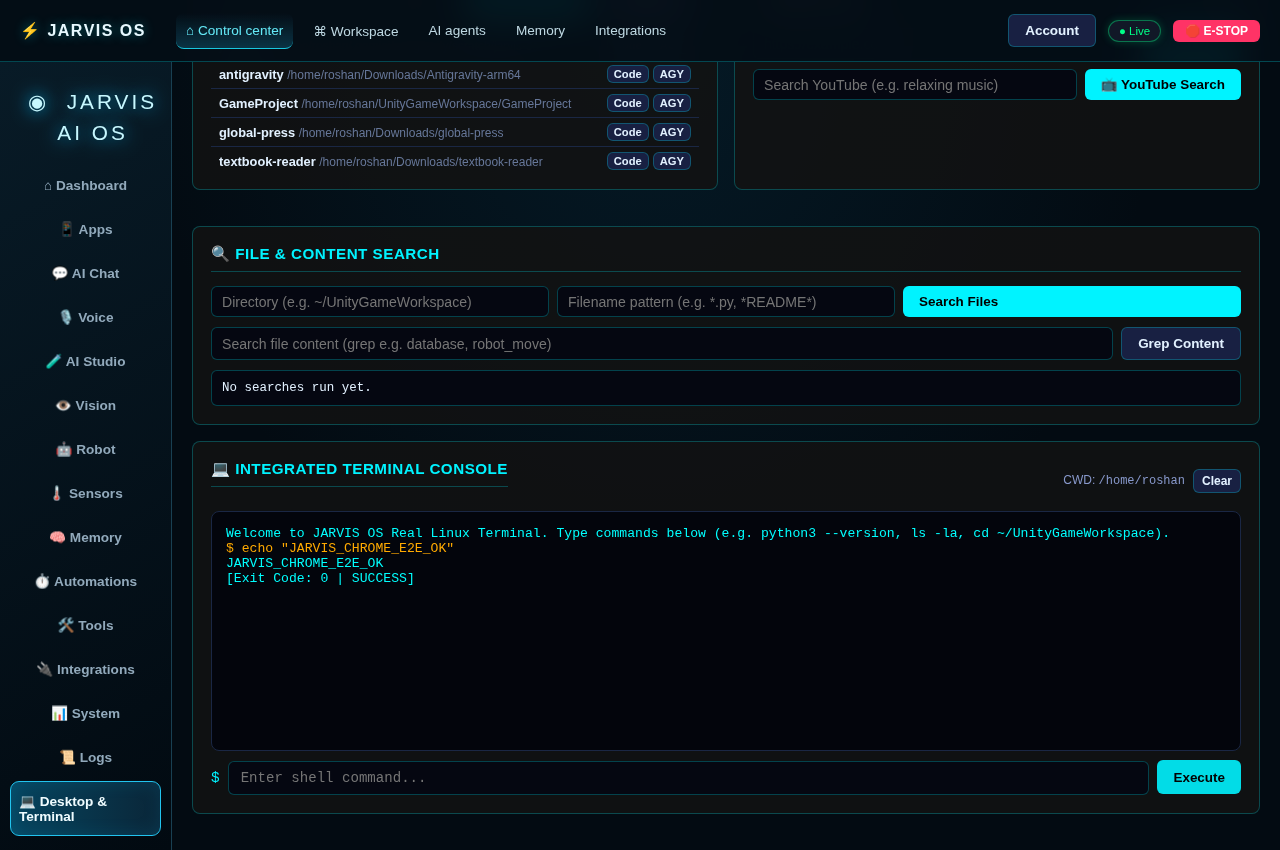 ⚡ JARVIS OS
⌂ Control center
⌘ Workspace
AI agents
Memory
Integrations
Account
● Live
🛑 E-STOP
◉ JARVIS
AI OS
⌂ Dashboard
📱 Apps
💬 AI Chat
🎙️ Voice
🧪 AI Studio
👁️ Vision
🤖 Robot
🌡️ Sensors
🧠 Memory
⏱️ Automations
🛠️ Tools
🔌 Integrations
📊 System
📜 Logs
💻 Desktop &
Terminal
antigravity /home/roshan/Downloads/Antigravity-arm64 Code AGY
GameProject /home/roshan/UnityGameWorkspace/GameProject Code AGY
global-press /home/roshan/Downloads/global-press Code AGY
textbook-reader /home/roshan/Downloads/textbook-reader Code AGY
Search YouTube (e.g. relaxing music)
📺 YouTube Search
🔍 FILE & CONTENT SEARCH
Directory (e.g. ~/UnityGameWorkspace)
Filename pattern (e.g. *.py, *README*)
Search Files
Search file content (grep e.g. database, robot_move)
Grep Content
No searches run yet.
💻 INTEGRATED TERMINAL CONSOLE
CWD: /home/roshan
Clear
Welcome to JARVIS OS Real Linux Terminal. Type commands below (e.g. python3 --version, ls -la, cd ~/UnityGameWorkspace).
$ echo "JARVIS_CHROME_E2E_OK"
JARVIS_CHROME_E2E_OK
[Exit Code: 0 | SUCCESS]
$ Enter shell command...
Execute